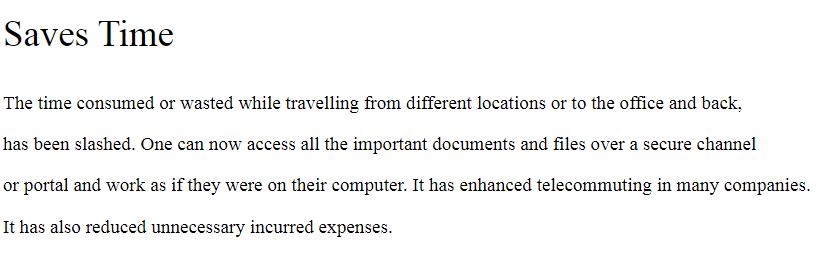 Saves Time
The time consumed or wasted while travelling from different locations or to the office and back,
has been slashed. One can now access all the important documents and files over a secure channel
or portal and work as if they were on their computer. It has enhanced telecommuting in many companies.
It has also reduced unnecessary incurred expenses.